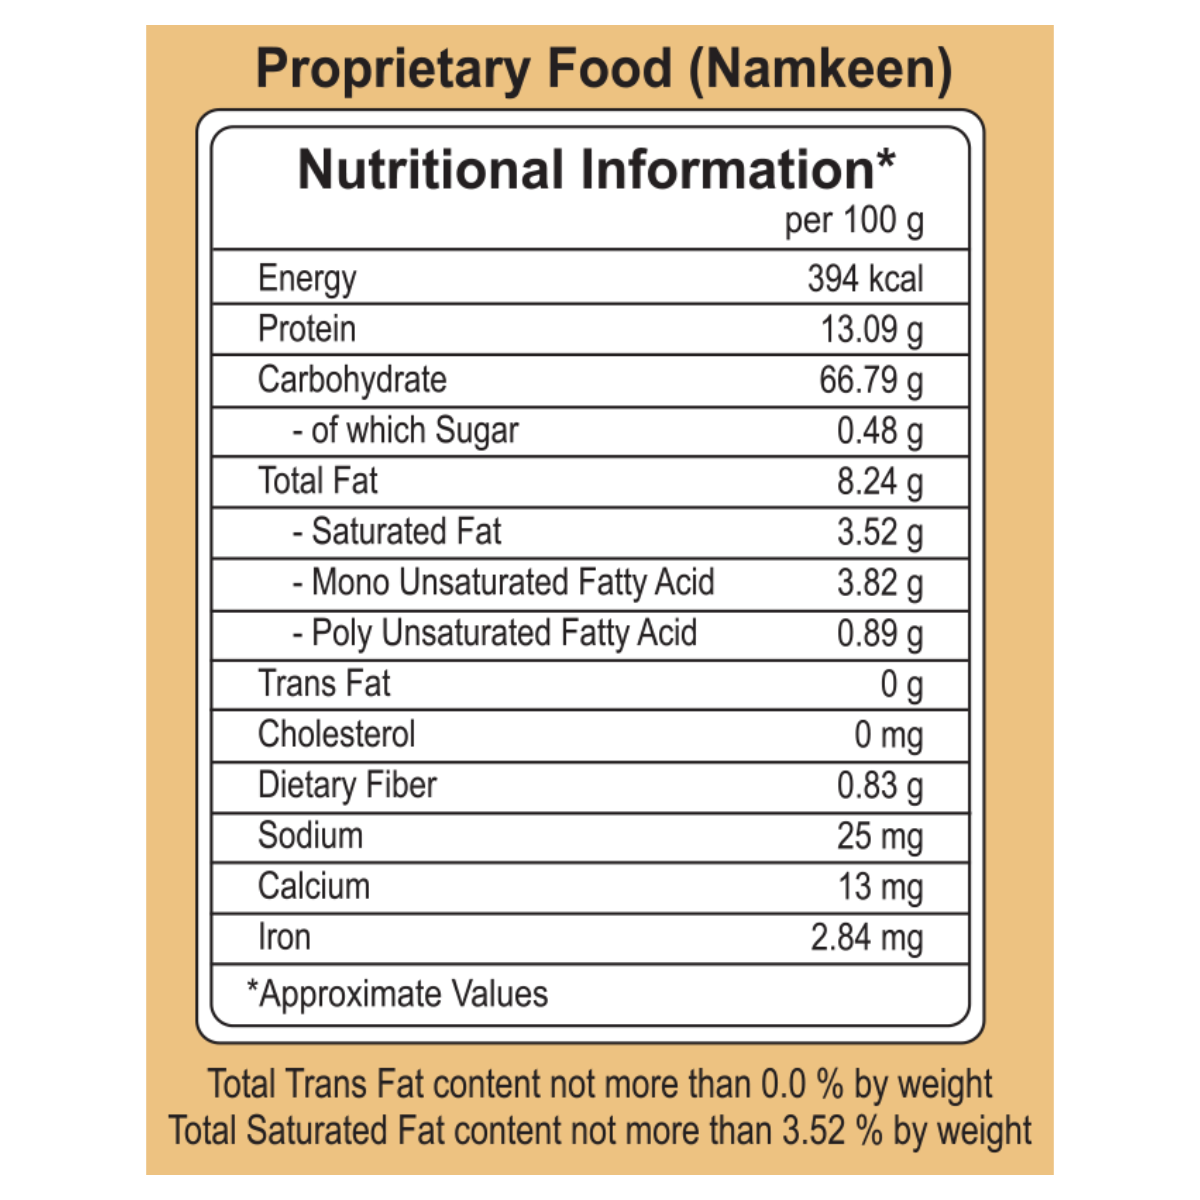 Proprietary Food (Namkeen)
Nutritional Information*
per 100 g
Energy 394 kcal
Protein 13.09 g
Carbohydrate 66.79 g
- of which Sugar 0.48 g
Total Fat 8.24 g
- Saturated Fat 3.52 g
- Mono Unsaturated Fatty Acid 3.82 g
- Poly Unsaturated Fatty Acid 0.89 g
Trans Fat 0 g
Cholesterol 0 mg
Dietary Fiber 0.83 g
Sodium 25 mg
Calcium 13 mg
Iron 2.84 mg
*Approximate Values
Total Trans Fat content not more than 0.0 % by weight
Total Saturated Fat content not more than 3.52 % by weight